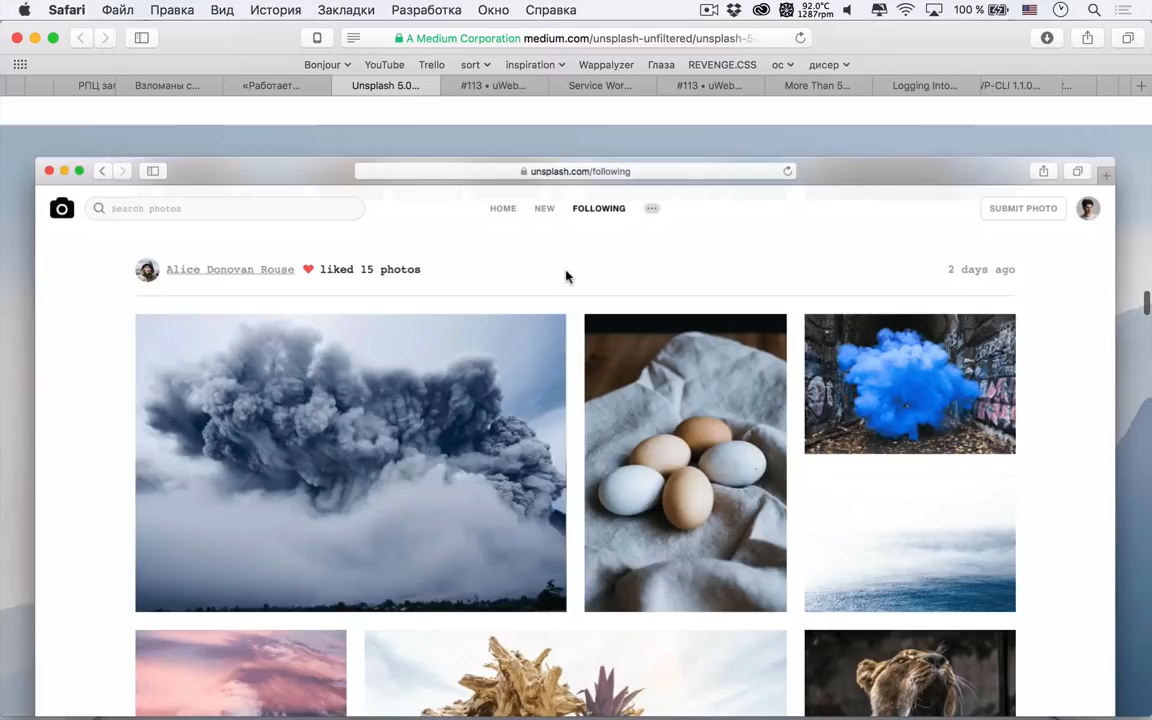 Safari Файл Правка Вид История Закладки Разработка Окно Справка 92.0°C 1287rpm 100 %
A Medium Corporation medium.com/unsplash-unfiltered/unsplash-5
Bonjour YouTube Trello sort inspiration Wappalyzer Глаза REVENGE.CSS ос дисер
РПЦ заг Взломаны с... «Работает... Unsplash 5.0... #113 • uWeb... Service Wor... #113 • uWeb... More Than 5... Logging Into... VP-CLI 1.1.0...
unsplash.com/following
Search photos HOME NEW FOLLOWING SUBMIT PHOTO
Alice Donovan Rouse liked 15 photos 2 days ago